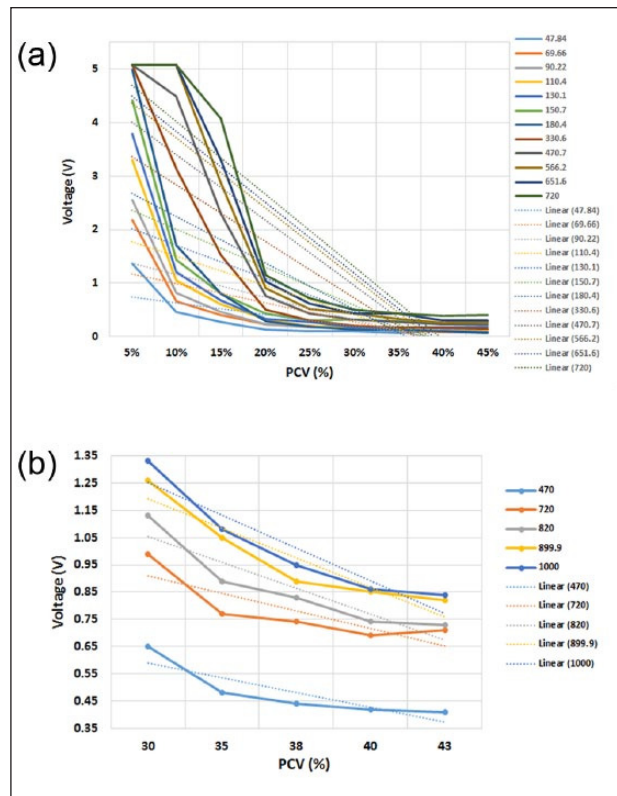 (a)
Voltage (V)
5
4
3
2
1
0
5% 10% 15% 20% 25% 30% 35% 40% 45%
PCV (%)
47.84
69.66
90.22
110.4
130.1
150.7
180.4
330.6
470.7
566.2
651.6
720
Linear (47.84)
Linear (69.66)
Linear (90.22)
Linear (110.4)
Linear (130.1)
Linear (150.7)
Linear (180.4)
Linear (330.6)
Linear (470.7)
Linear (566.2)
Linear (651.6)
Linear (720)
(b)
Voltage (V)
1.35
1.25
1.15
1.05
0.95
0.85
0.75
0.65
0.55
0.45
0.35
30 35 38 40 43
PCV (%)
470
720
820
899.9
1000
Linear (470)
Linear (720)
Linear (820)
Linear (899.9)
Linear (1000)